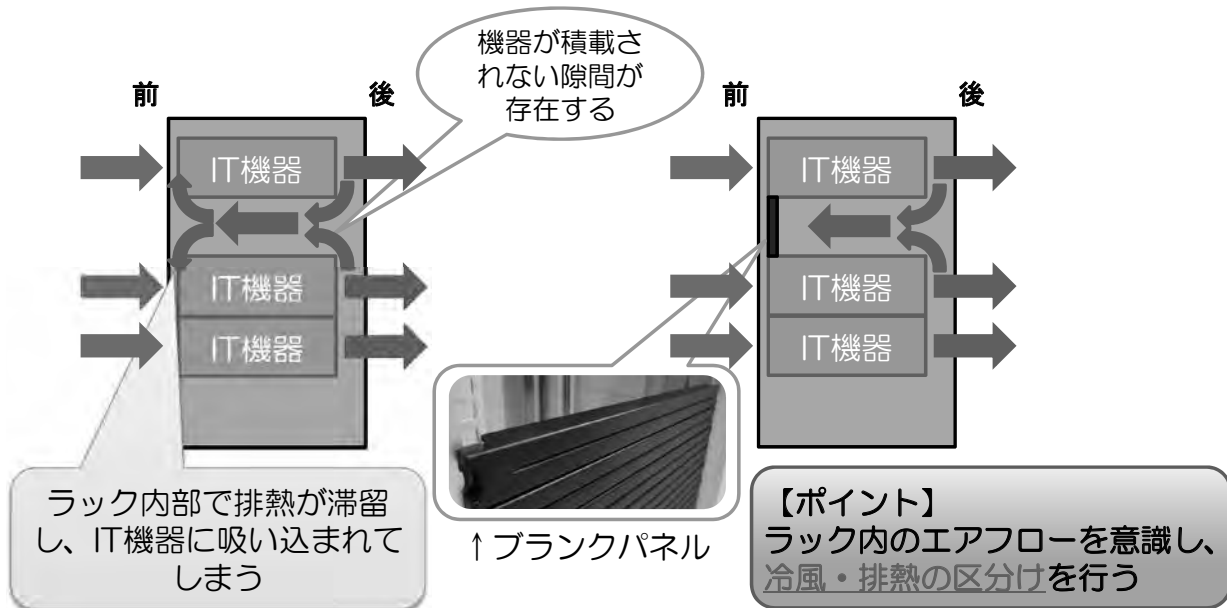 機器が積載さ
れない隙間が
存在する
前
後
IT機器
IT機器
IT機器
ラック内部で排熱が滞留
し、IT機器に吸い込まれて
しまう
前
後
IT機器
IT機器
IT機器
↑ブランクパネル
【ポイント】
ラック内のエアフローを意識し、
冷風・排熱の区分けを行う